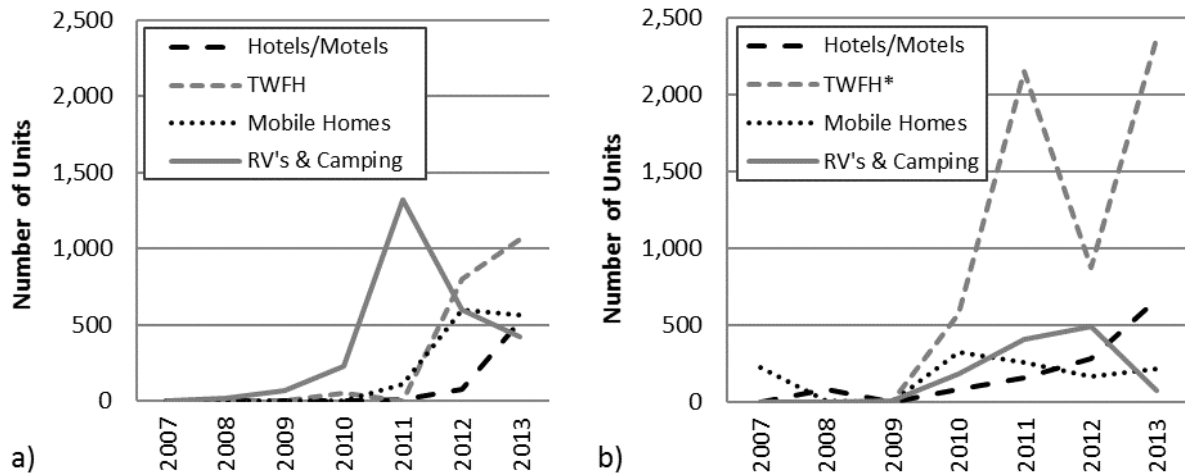 2,500
2,000
1,500
1,000
500
0
Number of Units
Hotels/Motels
TWFH
Mobile Homes
RV's & Camping
2007
2008
2009
2010
2011
2012
2013
a)
2,500
2,000
1,500
1,000
500
0
Number of Units
Hotels/Motels
TWFH*
Mobile Homes
RV's & Camping
2007
2008
2009
2010
2011
2012
2013
b)